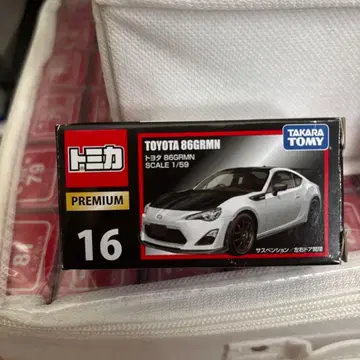 トミカ
PREMIUM
16
TOYOTA 86GRMN
トヨタ 86GRMN
SCALE 1/59
TAKARA
TOMY
サスペンション／左右ドア開閉
79